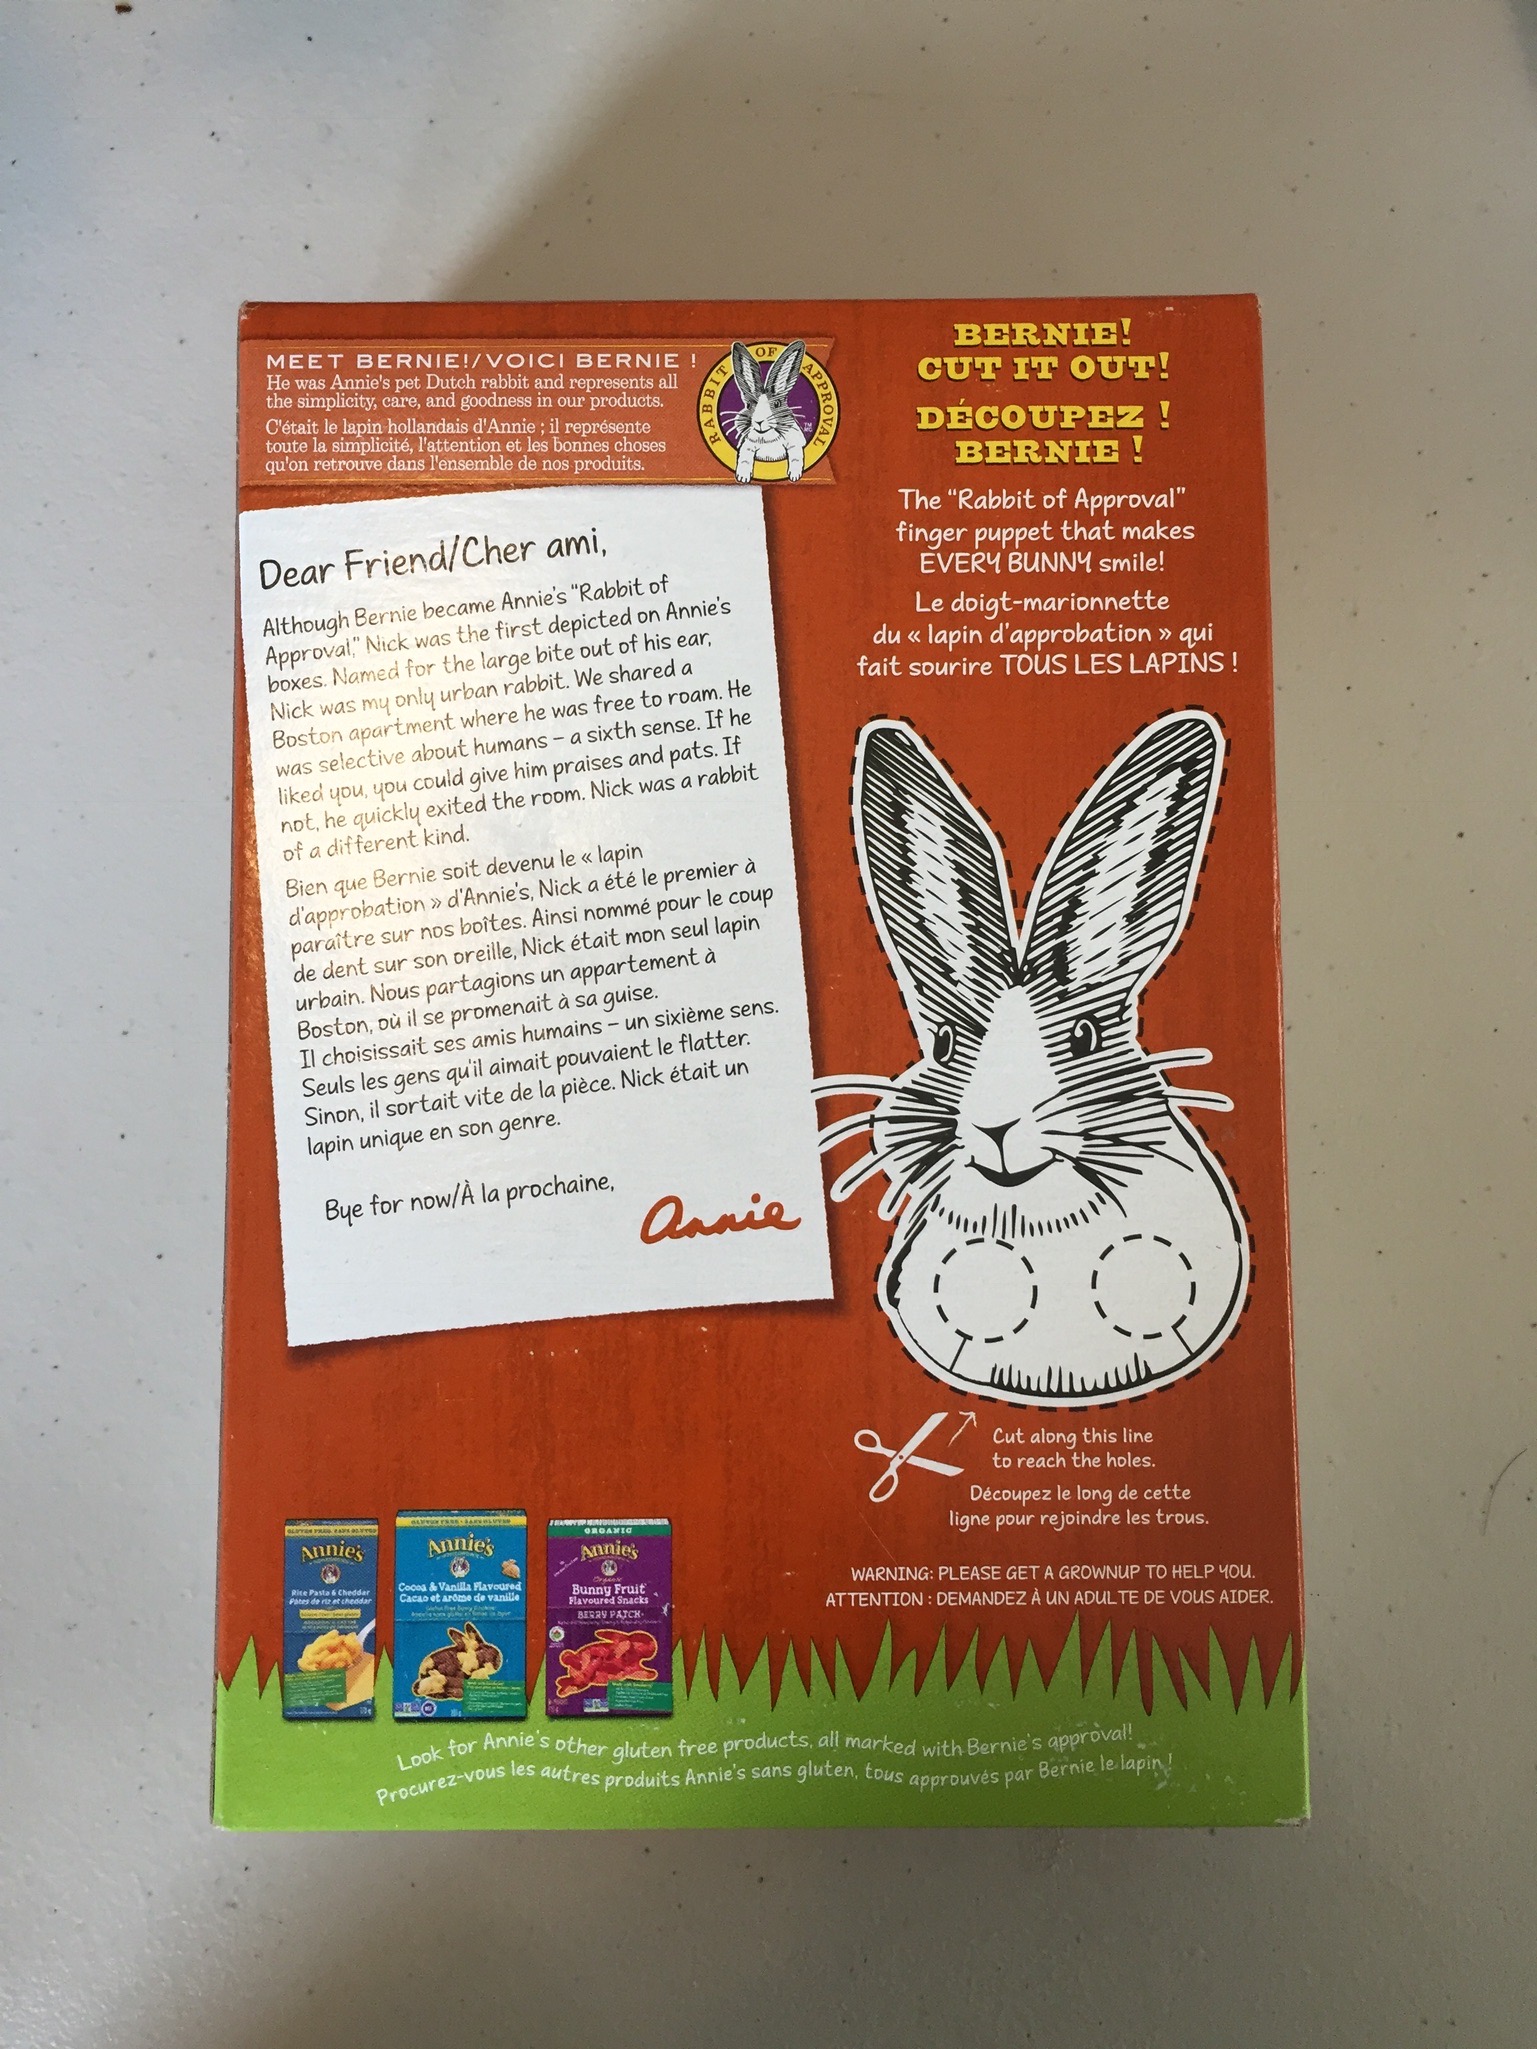 MEET BERNIE!/VOICI BERNIE !
He was Annie's pet Dutch rabbit and represents all
the simplicity, care, and goodness in our products.
C'était le lapin hollandais d'Annie ; il représente
toute la simplicité, l'attention et les bonnes choses
qu'on retrouve dans l'ensemble de nos produits.
RABBIT OF APPROVAL
Dear Friend/Cher ami,
Although Bernie became Annie's "Rabbit of
Approval," Nick was the first depicted on Annie's
boxes. Named for the large bite out of his ear,
Nick was my only urban rabbit. We shared a
Boston apartment where he was free to roam. He
was selective about humans – a sixth sense. If he
liked you, you could give him praises and pats. If
not, he quickly exited the room. Nick was a rabbit
of a different kind.
Bien que Bernie soit devenu le « lapin
d'approbation » d'Annie's, Nick a été le premier à
paraître sur nos boîtes. Ainsi nommé pour le coup
de dent sur son oreille, Nick était mon seul lapin
urbain. Nous partagions un appartement à
Boston, où il se promenait à sa guise.
Il choisissait ses amis humains – un sixième sens.
Seuls les gens qu'il aimait pouvaient le flatter.
Sinon, il sortait vite de la pièce. Nick était un
lapin unique en son genre.
Bye for now/À la prochaine,
Annie
BERNIE!
CUT IT OUT!
DÉCOUPEZ !
BERNIE !
The "Rabbit of Approval"
finger puppet that makes
EVERY BUNNY smile!
Le doigt-marionnette
du « lapin d'approbation » qui
fait sourire TOUS LES LAPINS !
Cut along this line
to reach the holes.
Découpez le long de cette
ligne pour rejoindre les trous.
WARNING: PLEASE GET A GROWNUP TO HELP YOU.
ATTENTION : DEMANDEZ À UN ADULTE DE VOUS AIDER.
GLUTEN FREE · SANS GLUTEN
Annie's
Rice Pasta & Cheddar
Pâtes de riz et cheddar
GLUTEN FREE · SANS GLUTEN
Annie's
Cocoa & Vanilla Flavoured
Cacao et arôme de vanille
ORGANIC
Annie's
Organic
Bunny Fruit
Flavoured Snacks
BERRY PATCH
Look for Annie's other gluten free products, all marked with Bernie's approval!
Procurez-vous les autres produits Annie's sans gluten, tous approuvés par Bernie le lapin !